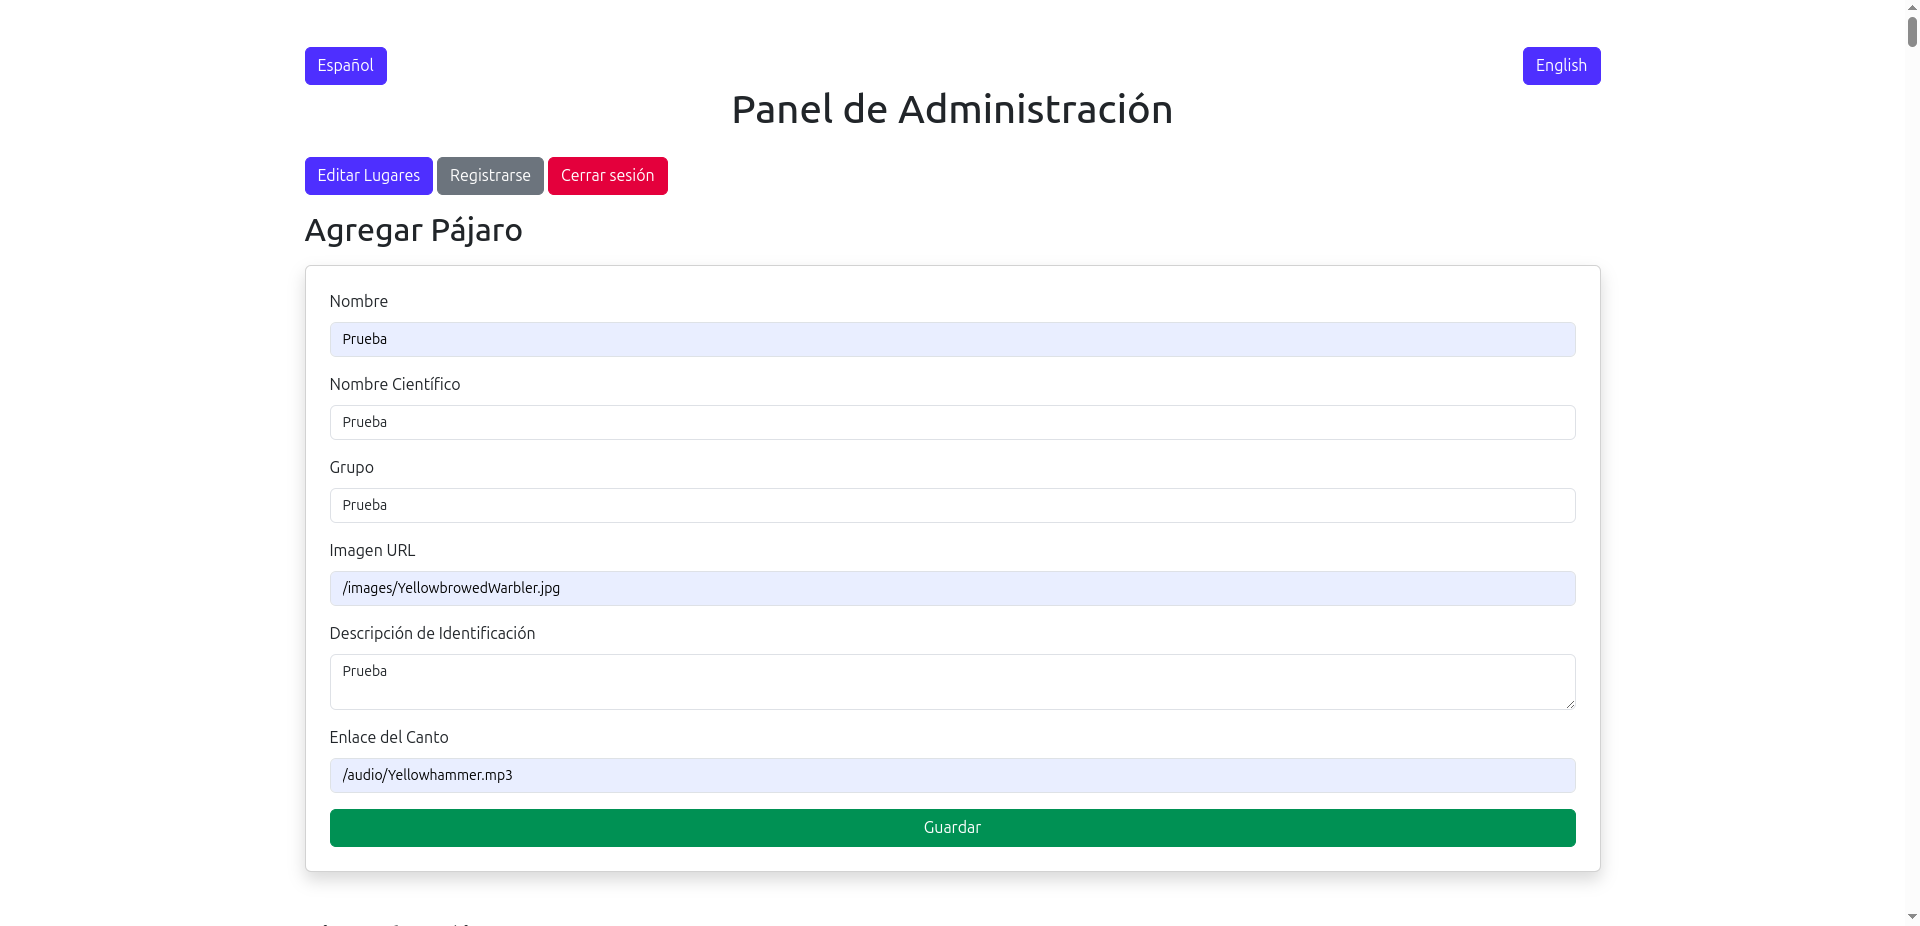 Español
English
Panel de Administración
Editar Lugares Registrarse Cerrar sesión
Agregar Pájaro
Nombre
Prueba
Nombre Científico
Prueba
Grupo
Prueba
Imagen URL
/images/YellowbrowedWarbler.jpg
Descripción de Identificación
Prueba
Enlace del Canto
/audio/Yellowhammer.mp3
Guardar